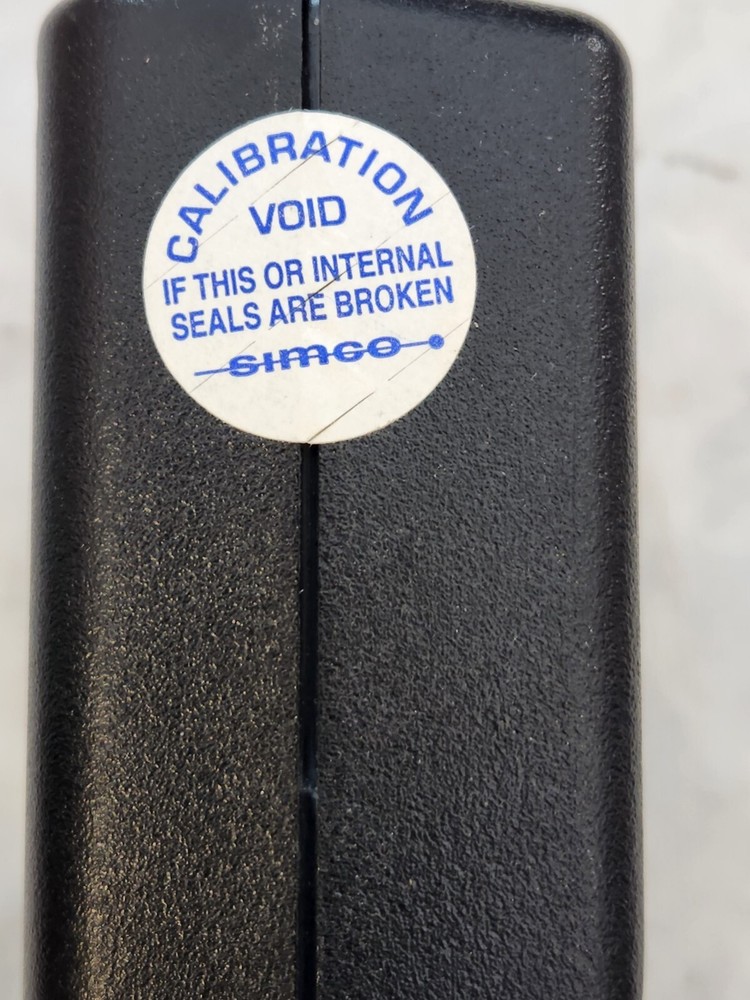 CALIBRATION
VOID
IF THIS OR INTERNAL
SEALS ARE BROKEN
simco